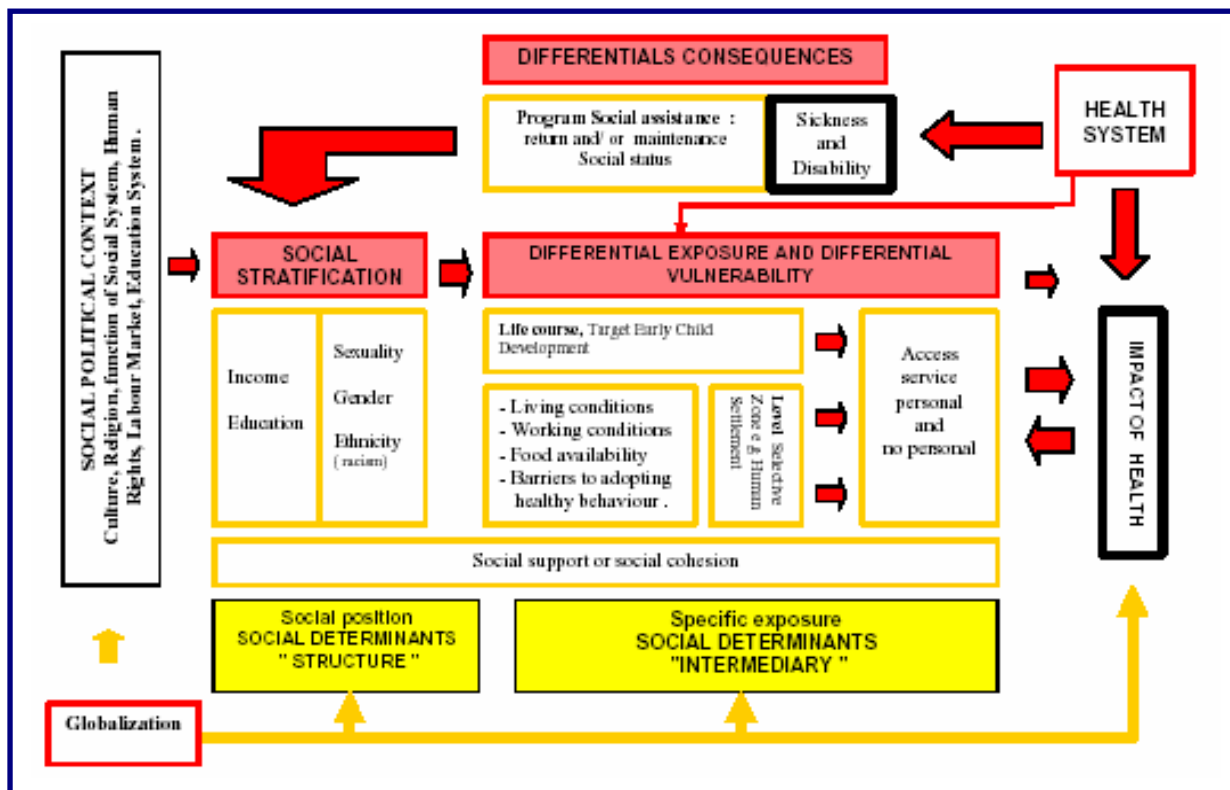 DIFFERENTIALS CONSEQUENCES
Program Social assistance :
return and/ or maintenance
Social status
Sickness
and
Disability
HEALTH
SYSTEM
SOCIAL POLITICAL CONTEXT
Culture, Religion, function of Social System, Human
Rights, Labour Market, Education System .
SOCIAL
STRATIFICATION
DIFFERENTIAL EXPOSURE AND DIFFERENTIAL
VULNERABILITY
Income
Education
Sexuality
Gender
Ethnicity
( racism)
Life course, Target Early Child
Development
- Living conditions
- Working conditions
- Food availability
- Barriers to adopting
healthy behaviour .
Level Selective
Zone e g Human
Settlement
Access
service
personal
and
no personal
IMPACT OF HEALTH
Social support or social cohesion
Social position
SOCIAL DETERMINANTS
" STRUCTURE "
Specific exposure
SOCIAL DETERMINANTS
"INTERMEDIARY "
Globalization